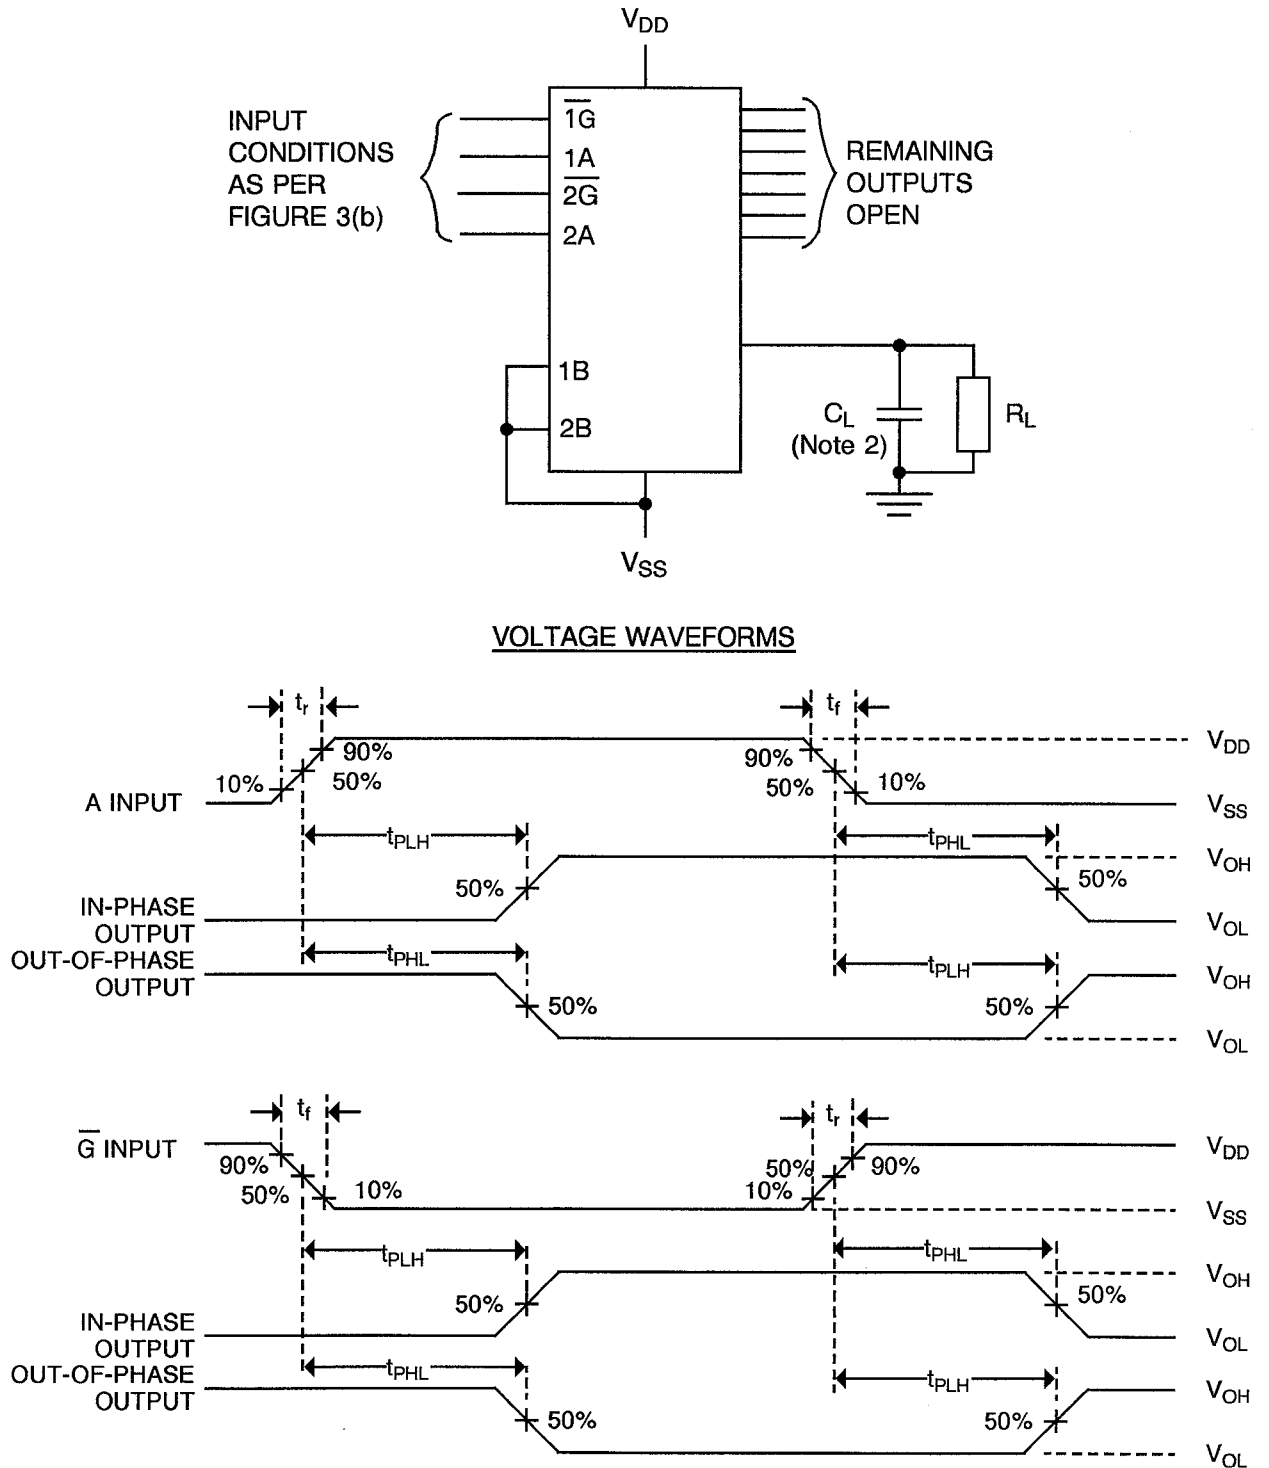 VDD
INPUT
CONDITIONS
AS PER
FIGURE 3(b)
1G̅
1A
2G̅
2A
1B
2B
REMAINING
OUTPUTS
OPEN
CL
(Note 2)
RL
VSS
VOLTAGE WAVEFORMS
tr
tf
90%
50%
10%
90%
50%
10%
A INPUT
VDD
VSS
tPLH
tPHL
50%
50%
VOH
VOL
IN-PHASE
OUTPUT
OUT-OF-PHASE
OUTPUT
tPHL
tPLH
50%
50%
VOH
VOL
tf
tr
G̅ INPUT
90%
50%
10%
50%
10%
90%
VDD
VSS
tPLH
tPHL
50%
50%
VOH
VOL
IN-PHASE
OUTPUT
OUT-OF-PHASE
OUTPUT
tPHL
tPLH
50%
50%
VOH
VOL